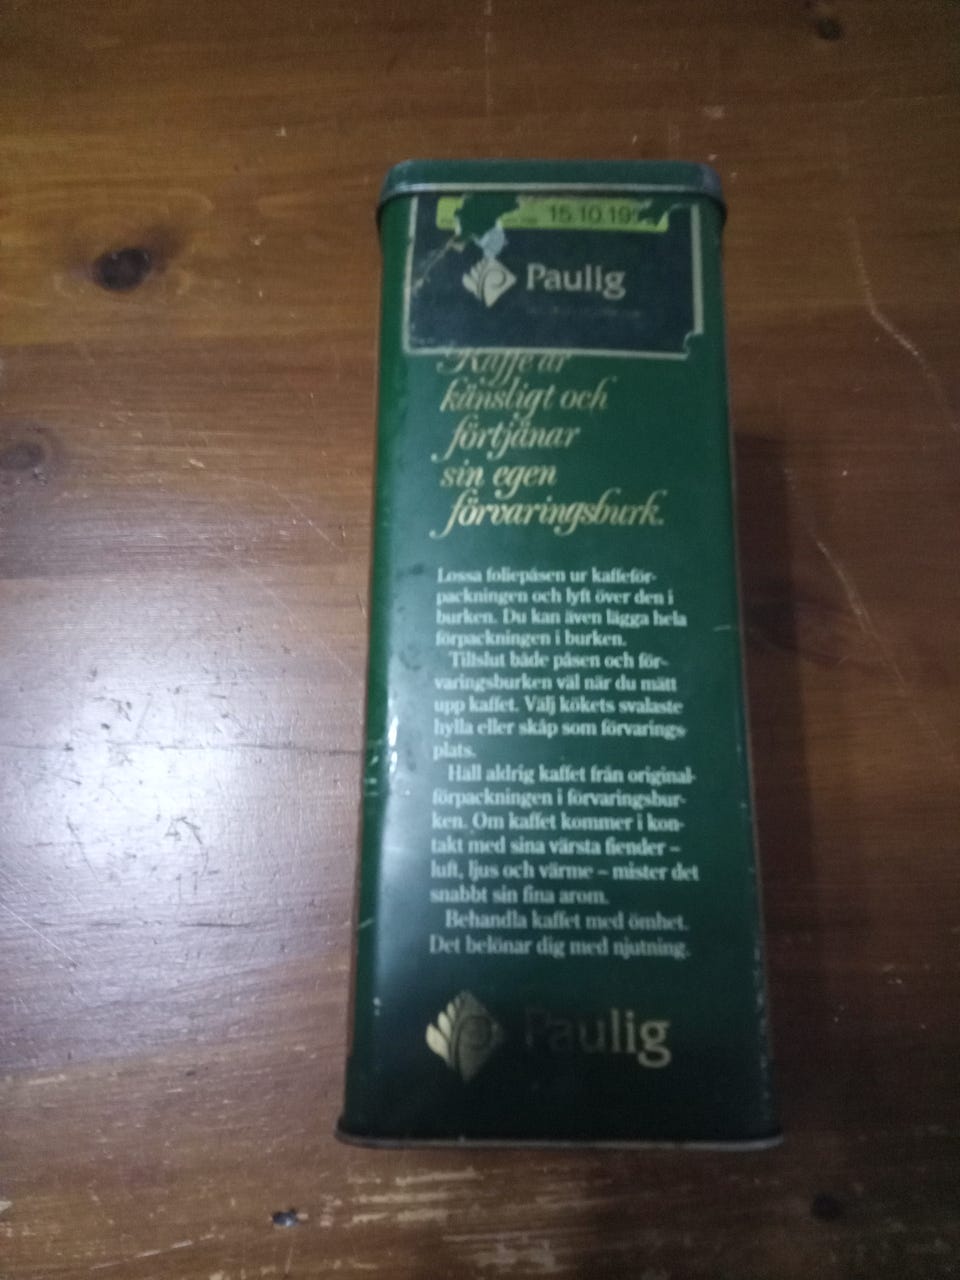 15.10.199
Paulig
Kaffe är
känsligt och
förtjänar
sin egen
förvaringsburk.
Lossa foliepåsen ur kaffeför-
packningen och lyft över den i
burken. Du kan även lägga hela
förpackningen i burken.
Tillslut både påsen och för-
varingsburken väl när du mätt
upp kaffet. Välj kökets svalaste
hylla eller skåp som förvarings-
plats.
Häll aldrig kaffet från original-
förpackningen i förvaringsbur-
ken. Om kaffet kommer i kon-
takt med sina värsta fiender –
luft, ljus och värme – mister det
snabbt sin fina arom.
Behandla kaffet med ömhet.
Det belönar dig med njutning.
Paulig